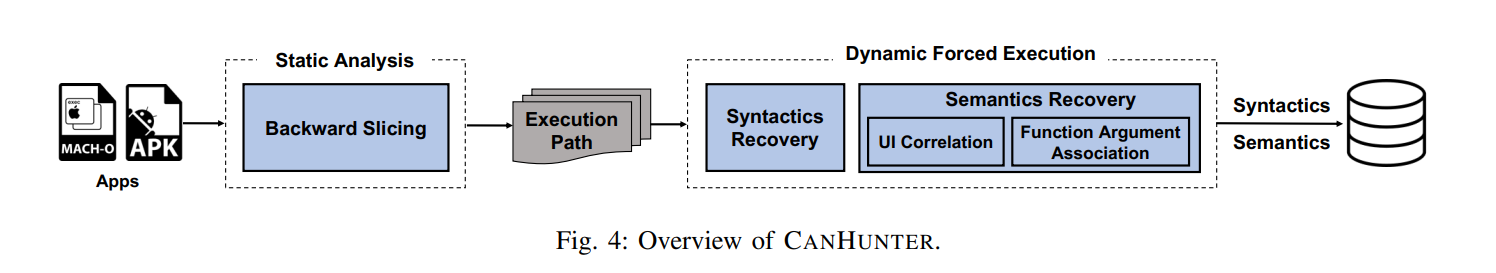 exec
MACH-O
APK
Apps
Static Analysis
Backward Slicing
Execution
Path
Dynamic Forced Execution
Syntactics
Recovery
Semantics Recovery
UI Correlation
Function Argument
Association
Syntactics
Semantics
Fig. 4: Overview of CANHUNTER.